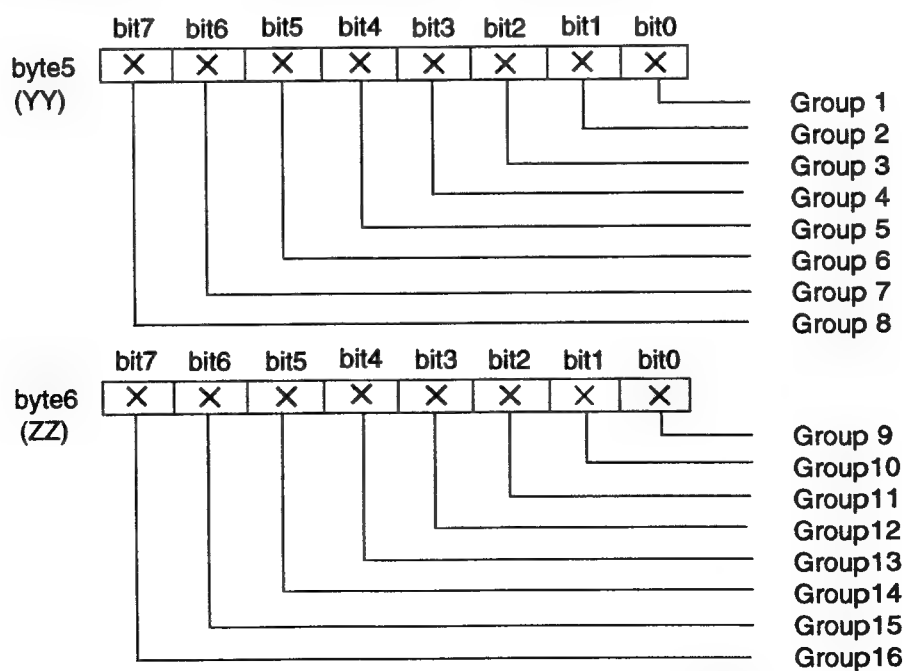 bit7 bit6 bit5 bit4 bit3 bit2 bit1 bit0
byte5 X X X X X X X X
(YY)
Group 1
Group 2
Group 3
Group 4
Group 5
Group 6
Group 7
Group 8
bit7 bit6 bit5 bit4 bit3 bit2 bit1 bit0
byte6 X X X X X X X X
(ZZ)
Group 9
Group10
Group11
Group12
Group13
Group14
Group15
Group16